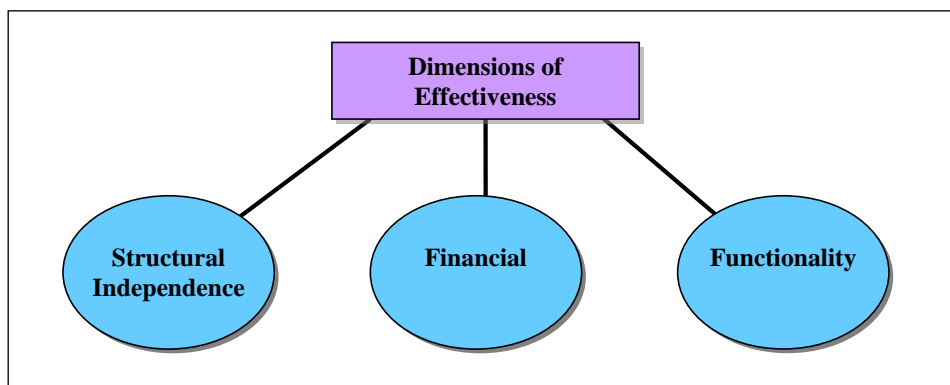 Dimensions of
Effectiveness
Structural
Independence
Financial
Functionality